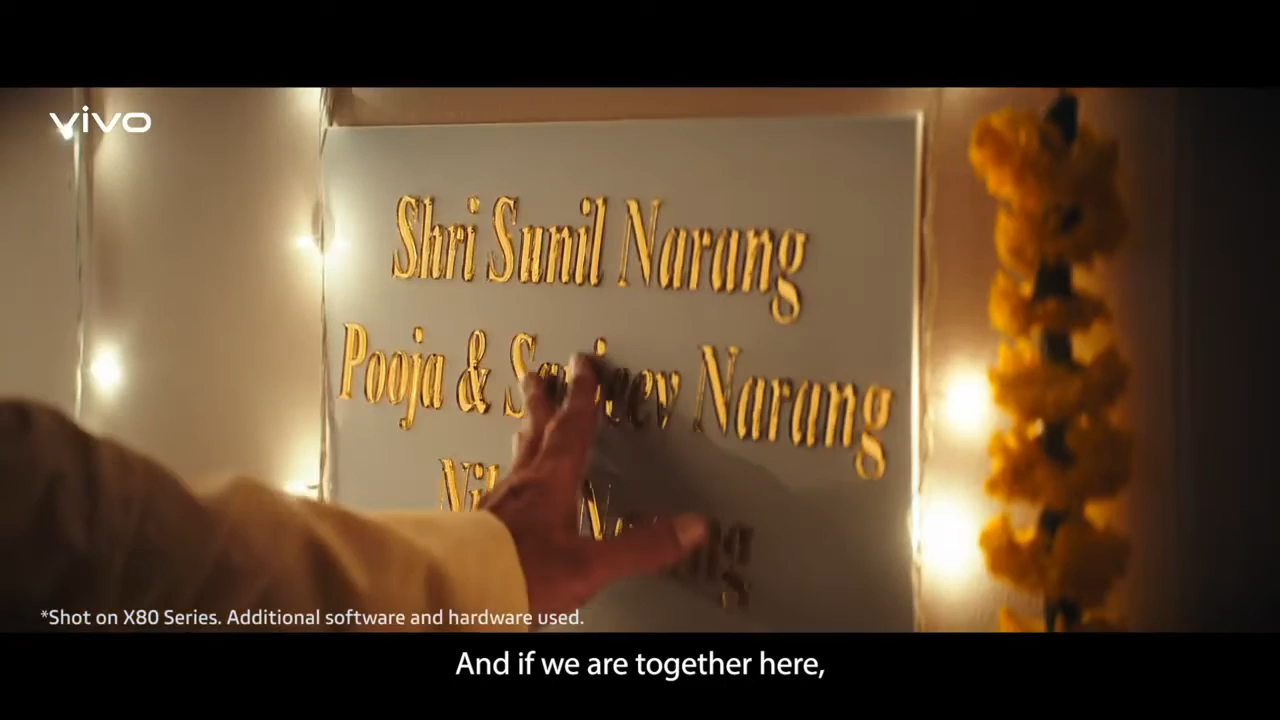 vivo
Shri Sunil Narang
Pooja & Sanjeev Narang
*Shot on X80 Series. Additional software and hardware used.
And if we are together here,